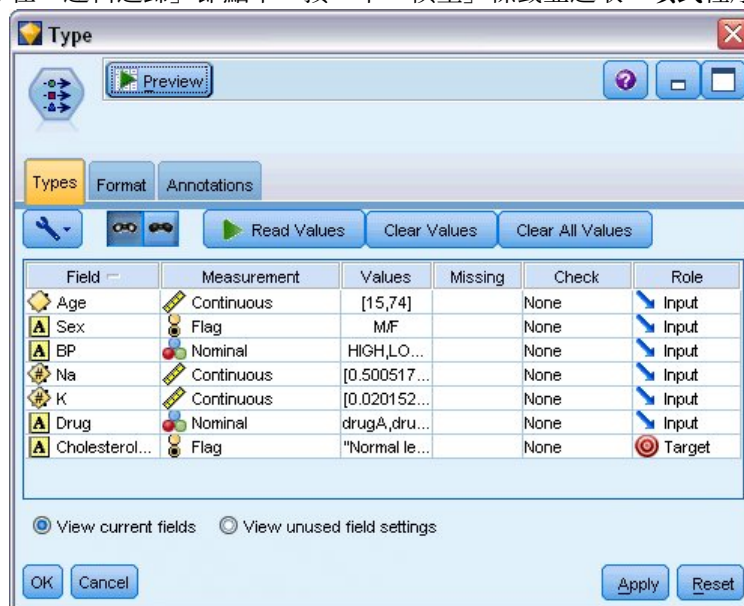 Type
Preview
Types Format Annotations
Read Values Clear Values Clear All Values
Field Measurement Values Missing Check Role
Age Continuous [15,74] None Input
A Sex Flag M/F None Input
A BP Nominal HIGH,LO... None Input
# Na Continuous [0.500517... None Input
# K Continuous [0.020152... None Input
A Drug Nominal drugA,dru... None Input
A Cholesterol... Flag "Normal le... None Target
View current fields View unused field settings
OK Cancel Apply Reset